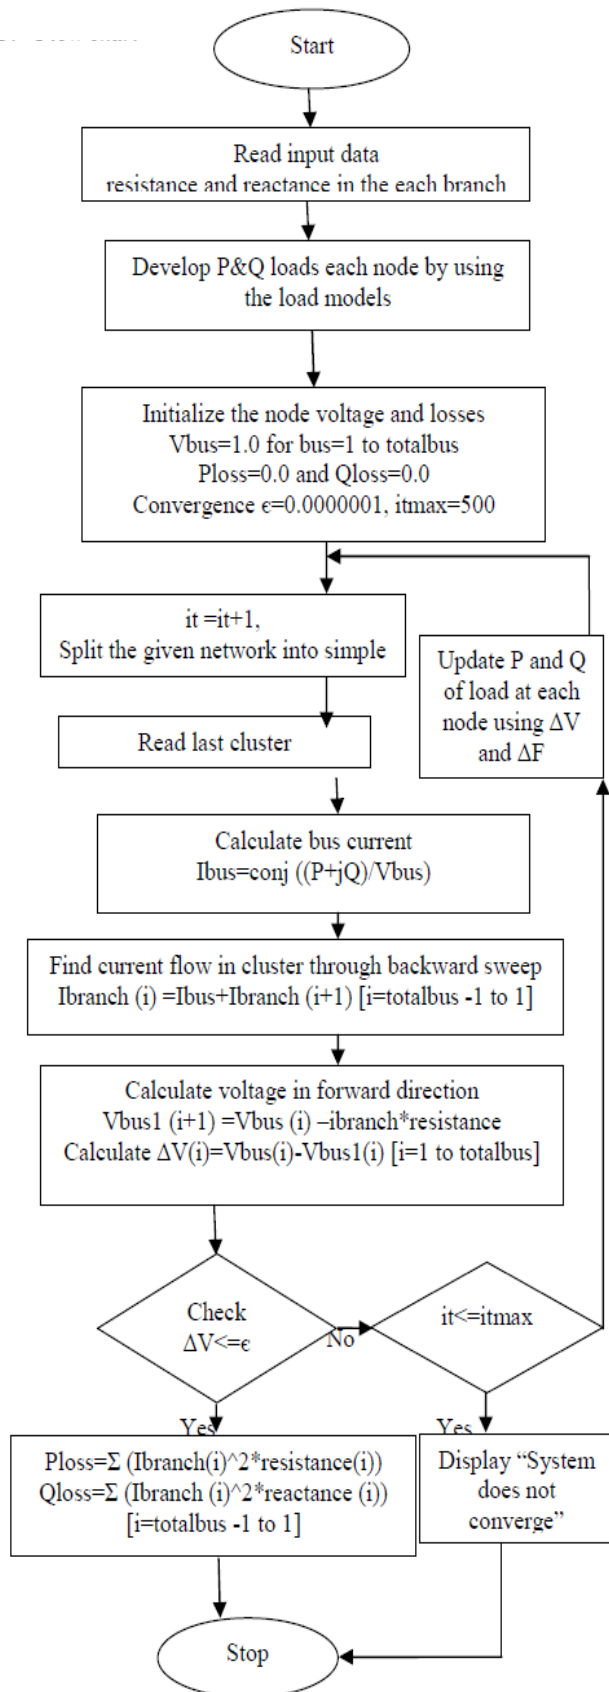 Start
Read input data
resistance and reactance in the each branch
Develop P&Q loads each node by using
the load models
Initialize the node voltage and losses
Vbus=1.0 for bus=1 to totalbus
Ploss=0.0 and Qloss=0.0
Convergence ϵ=0.0000001, itmax=500
it =it+1,
Split the given network into simple
Update P and Q
of load at each
node using ΔV
and ΔF
Read last cluster
Calculate bus current
Ibus=conj ((P+jQ)/Vbus)
Find current flow in cluster through backward sweep
Ibranch (i) =Ibus+Ibranch (i+1) [i=totalbus -1 to 1]
Calculate voltage in forward direction
Vbus1 (i+1) =Vbus (i) –ibranch*resistance
Calculate ΔV(i)=Vbus(i)-Vbus1(i) [i=1 to totalbus]
Check
ΔV<=ϵ
No
it<=itmax
Yes
Yes
Ploss=Σ (Ibranch(i)^2*resistance(i))
Qloss=Σ (Ibranch (i)^2*reactance (i))
[i=totalbus -1 to 1]
Display “System
does not
converge”
Stop